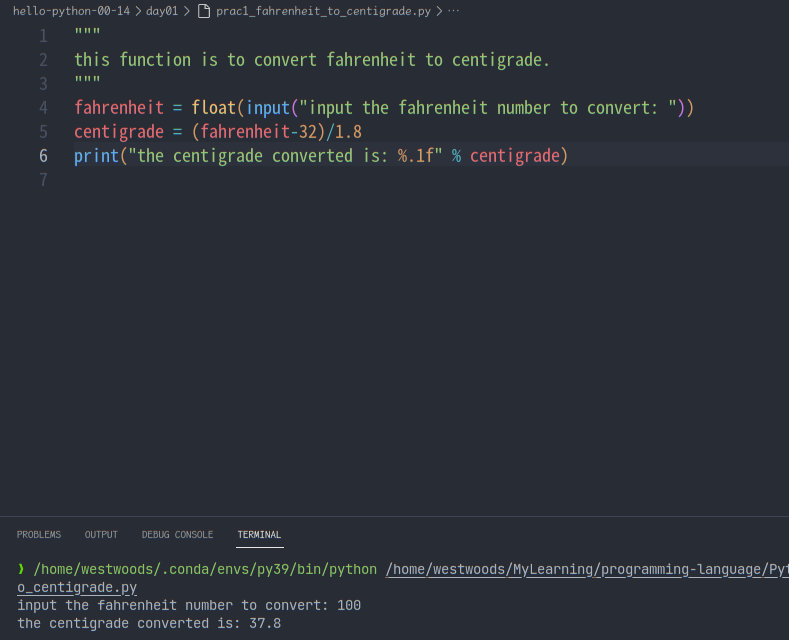 hello-python-00-14 > day01 > prac1_fahrenheit_to_centigrade.py > ...
1 """
2 this function is to convert fahrenheit to centigrade.
3 """
4 fahrenheit = float(input("input the fahrenheit number to convert: "))
5 centigrade = (fahrenheit-32)/1.8
6 print("the centigrade converted is: %.1f" % centigrade)
7
PROBLEMS OUTPUT DEBUG CONSOLE TERMINAL
❯ /home/westwoods/.conda/envs/py39/bin/python /home/westwoods/MyLearning/programming-language/Pyt
o_centigrade.py
input the fahrenheit number to convert: 100
the centigrade converted is: 37.8